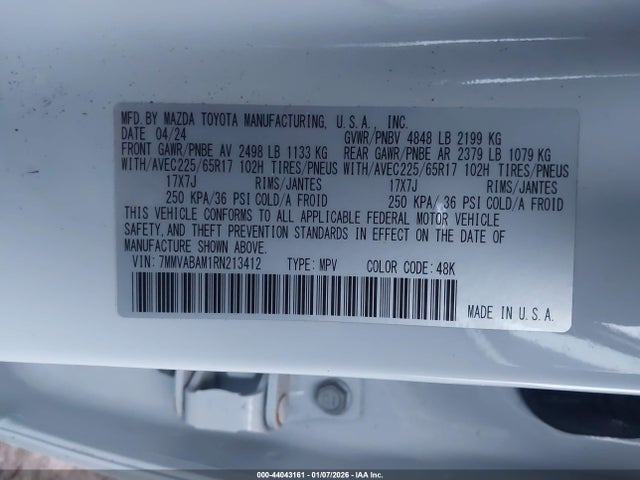 MFD.BY MAZDA TOYOTA MANUFACTURING, U.S.A., INC.
DATE 04/24 GVWR/PNBV 4848 LB 2199 KG
FRONT GAWR/PNBE AV 2498 LB 1133 KG REAR GAWR/PNBE AR 2379 LB 1079 KG
WITH/AVEC225/65R17 102H TIRES/PNEUS WITH/AVEC225/65R17 102H TIRES/PNEUS
17X7J RIMS/JANTES 17X7J RIMS/JANTES
250 KPA/36 PSI COLD/A FROID 250 KPA/36 PSI COLD/A FROID
THIS VEHICLE CONFORMS TO ALL APPLICABLE FEDERAL MOTOR VEHICLE
SAFETY,AND THEFT PREVENTION STANDARDS IN EFFECT ON THE DATE OF
MANUFACTURE SHOWN ABOVE.
VIN: 7MMVABAM1RN213412 TYPE: MPV COLOR CODE: 48K
MADE IN U.S.A.
000-44043161 - 01/07/2026 - IAAI Inc.